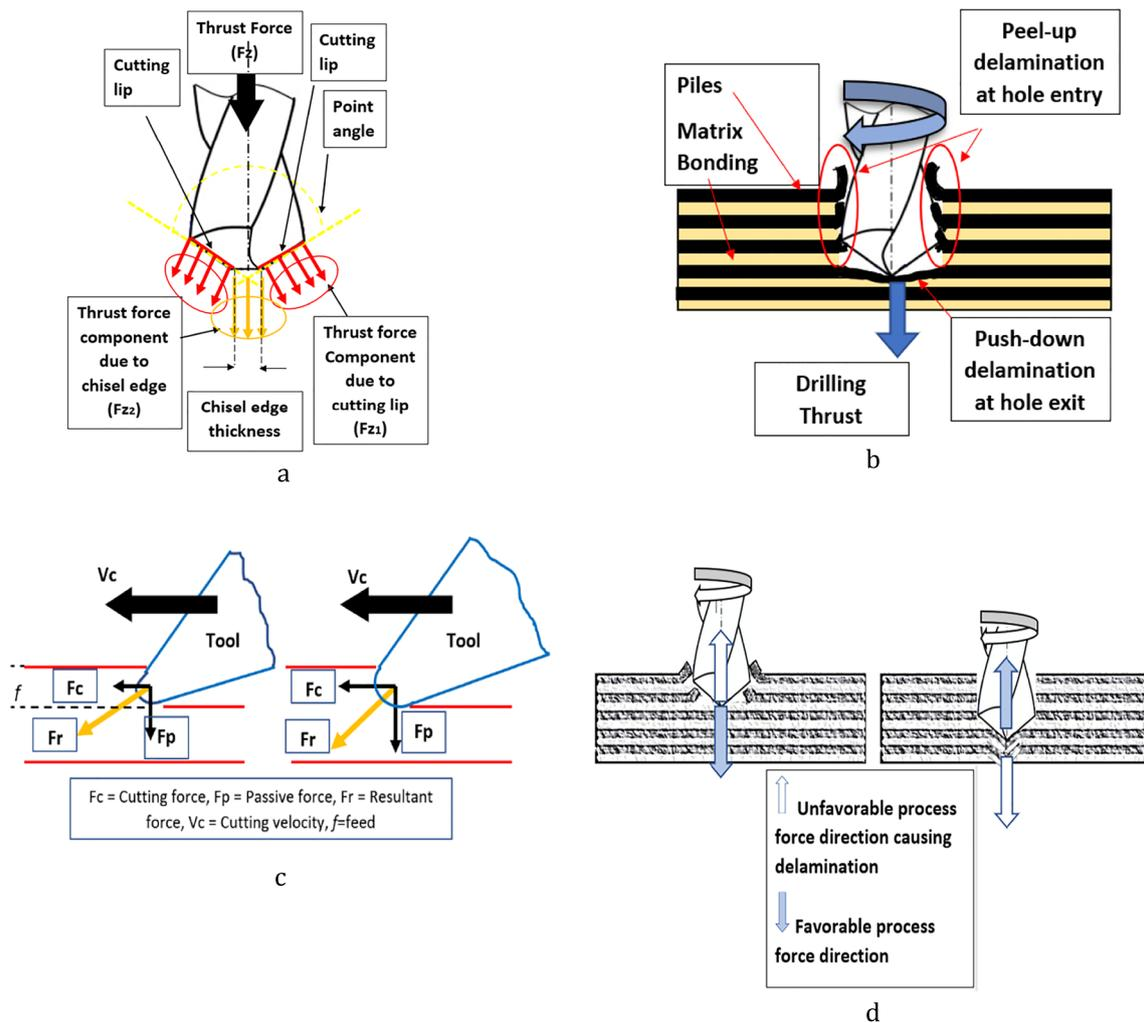 Thrust Force
(Fz)
Cutting
lip
Cutting
lip
Point
angle
Thrust force
component
due to
chisel edge
(Fz2)
Chisel edge
thickness
Thrust force
Component
due to
cutting lip
(Fz1)
a
Piles
Matrix
Bonding
Peel-up
delamination
at hole entry
Drilling
Thrust
Push-down
delamination
at hole exit
b
Vc
Tool
f
Fc
Fr
Fp
Vc
Tool
Fc
Fr
Fp
Fc = Cutting force, Fp = Passive force, Fr = Resultant
force, Vc = Cutting velocity, f=feed
c
Unfavorable process
force direction causing
delamination
Favorable process
force direction
d